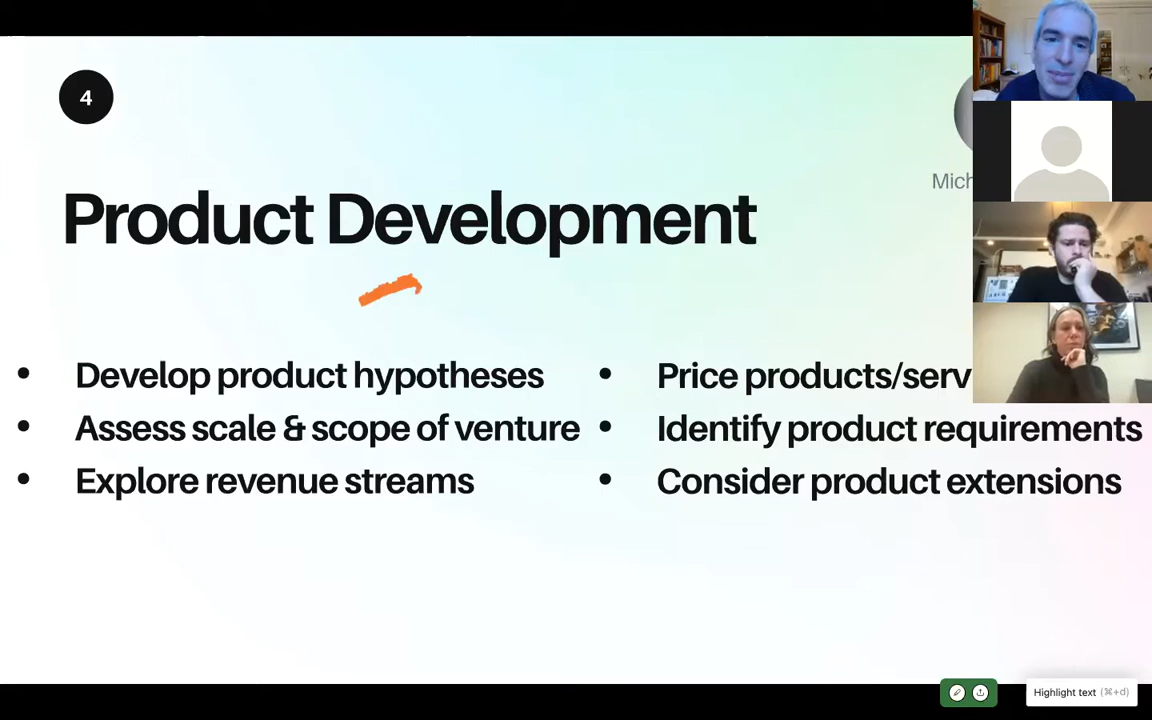 4
Mich
Product Development
• Develop product hypotheses
• Assess scale & scope of venture
• Explore revenue streams
• Price products/serv
• Identify product requirements
• Consider product extensions
Highlight text (⌘+d)